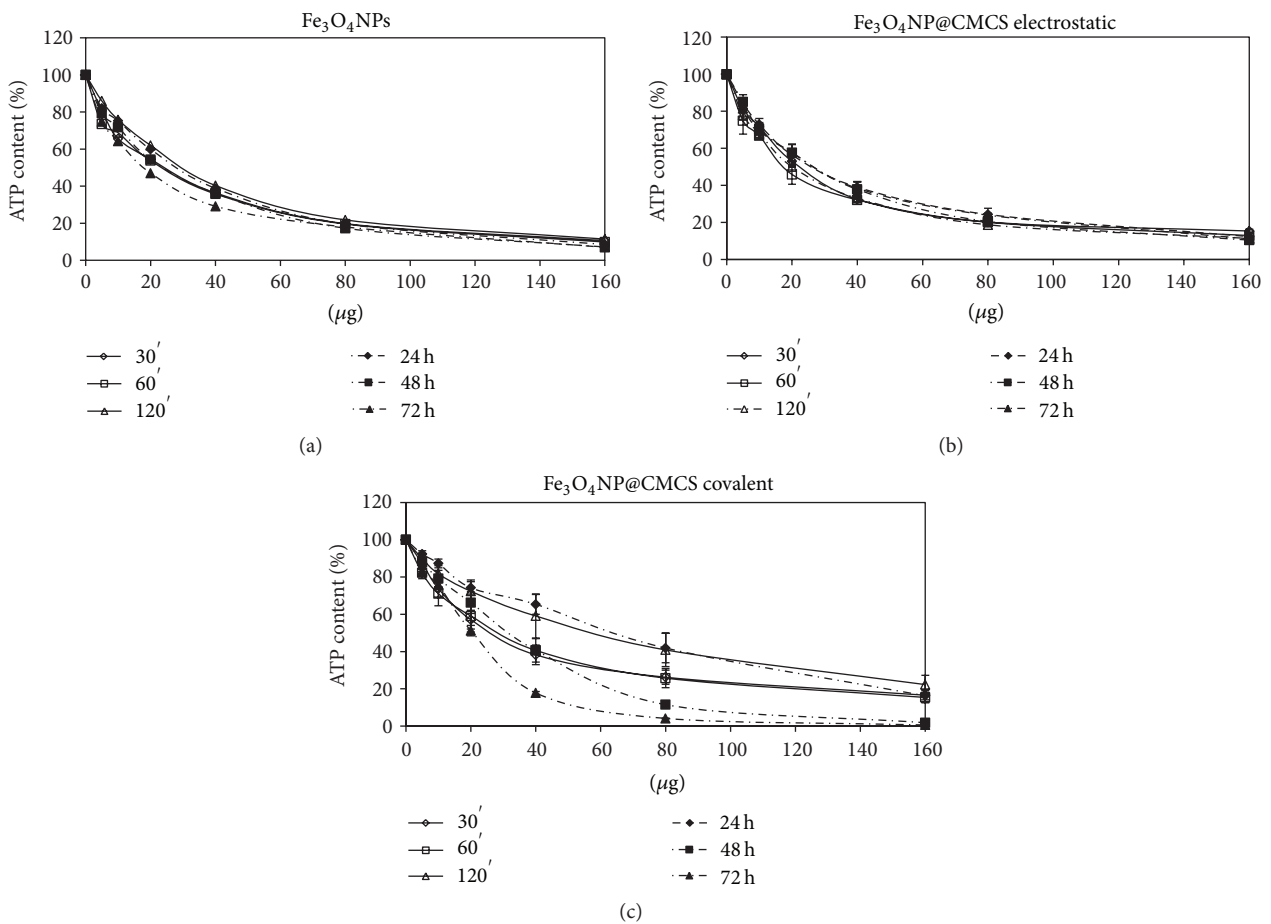 Fe₃O₄NPs
120
100
80
60
40
20
0
ATP content (%)
0 20 40 60 80 100 120 140 160
(μg)
30′
60′
120′
24 h
48 h
72 h
(a)
Fe₃O₄NP@CMCS electrostatic
120
100
80
60
40
20
0
ATP content (%)
0 20 40 60 80 100 120 140 160
(μg)
30′
60′
120′
24 h
48 h
72 h
(b)
Fe₃O₄NP@CMCS covalent
120
100
80
60
40
20
0
ATP content (%)
0 20 40 60 80 100 120 140 160
(μg)
30′
60′
120′
24 h
48 h
72 h
(c)